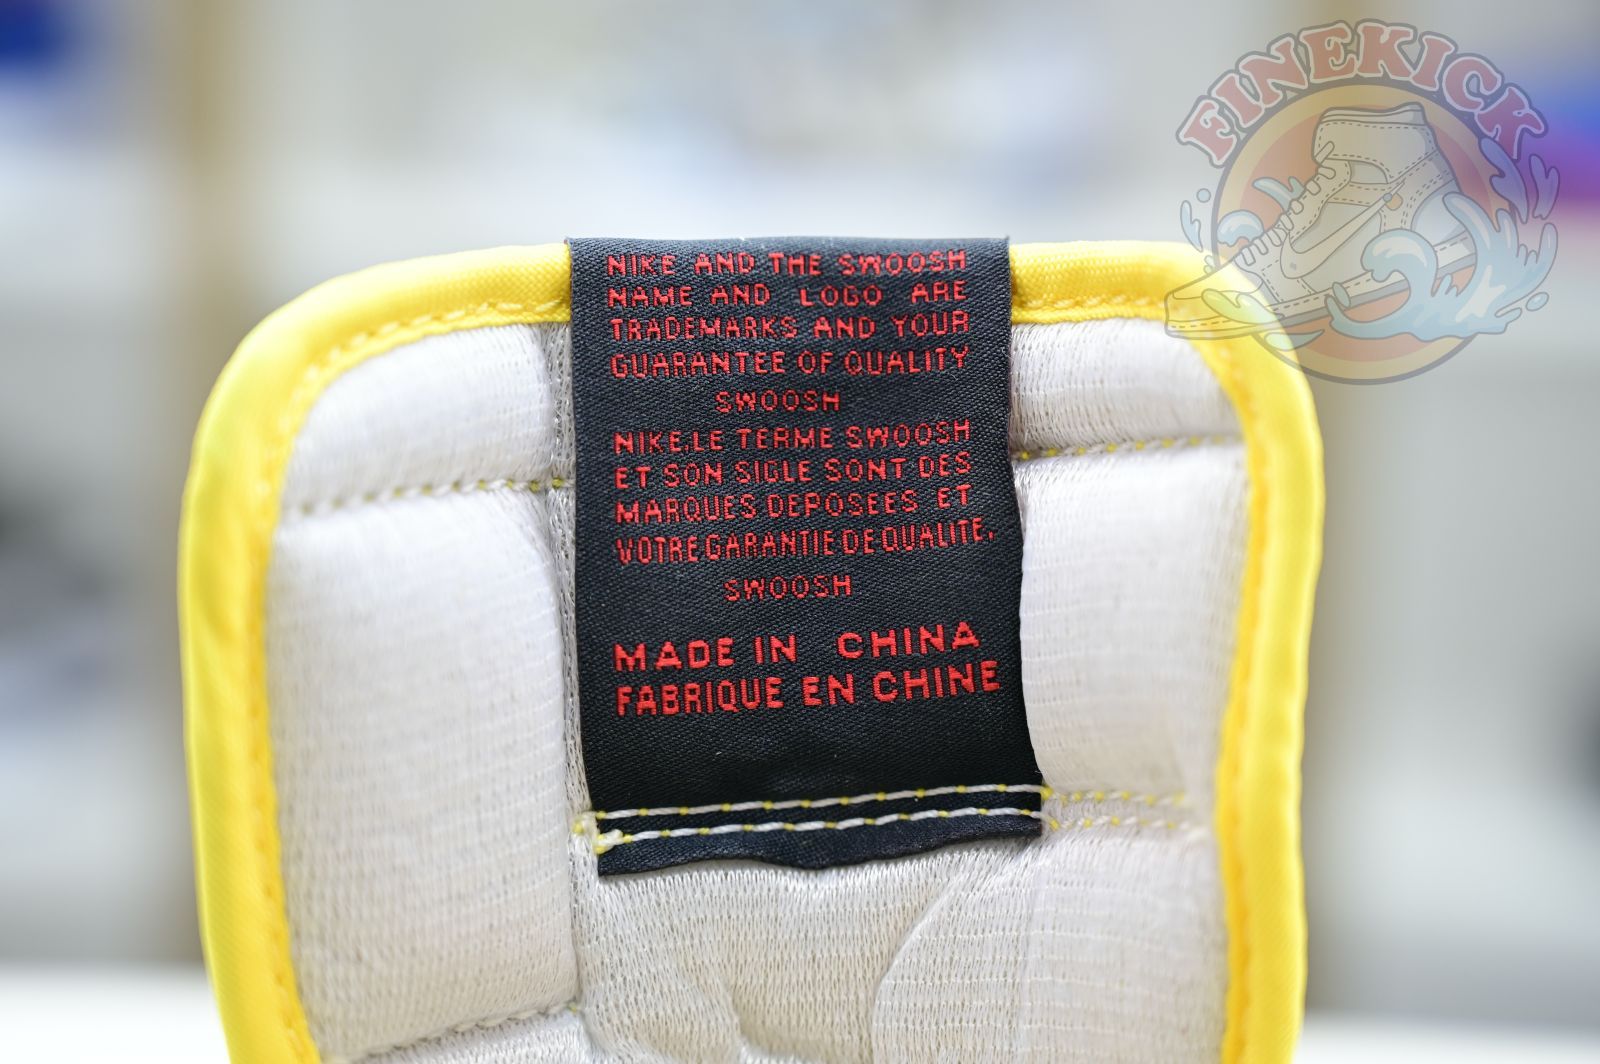 FINEKICK
NIKE AND THE SWOOSH
NAME AND LOGO ARE
TRADEMARKS AND YOUR
GUARANTEE OF QUALITY
SWOOSH
NIKE,LE TERME SWOOSH
ET SON SIGLE SONT DES
MARQUES DEPOSEES ET
VOTRE GARANTIE DE QUALITE.
SWOOSH
MADE IN CHINA
FABRIQUE EN CHINE